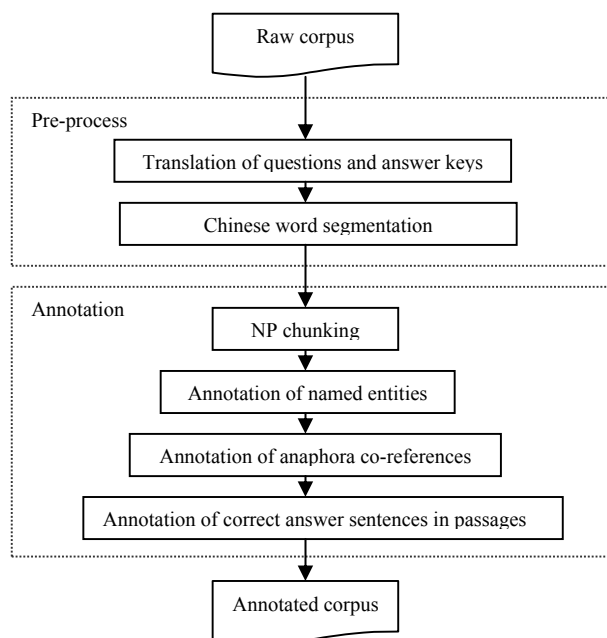 Raw corpus
Pre-process
Translation of questions and answer keys
Chinese word segmentation
Annotation
NP chunking
Annotation of named entities
Annotation of anaphora co-references
Annotation of correct answer sentences in passages
Annotated corpus